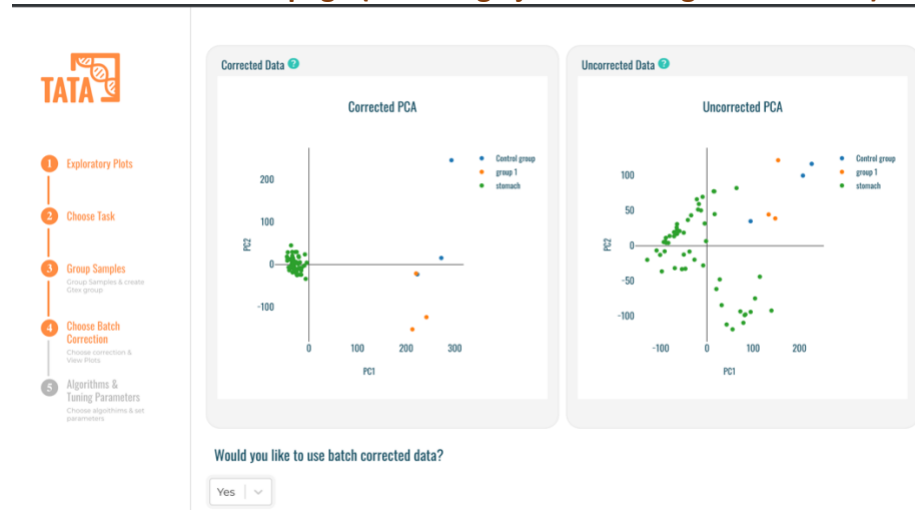 TATA
1 Exploratory Plots
2 Choose Task
3 Group Samples
Group Samples & create
Gtex group
4 Choose Batch
Correction
Choose correction &
View Plots
5 Algorithms &
Tuning Parameters
Choose algoithims & set
parameters
Corrected Data ?
Corrected PCA
Control group
group 1
stomach
200
100
0
-100
PC2
0 100 200 300
PC1
Uncorrected Data ?
Uncorrected PCA
Control group
group 1
stomach
100
50
0
-50
-100
PC2
-100 0 100 200
PC1
Would you like to use batch corrected data?
Yes